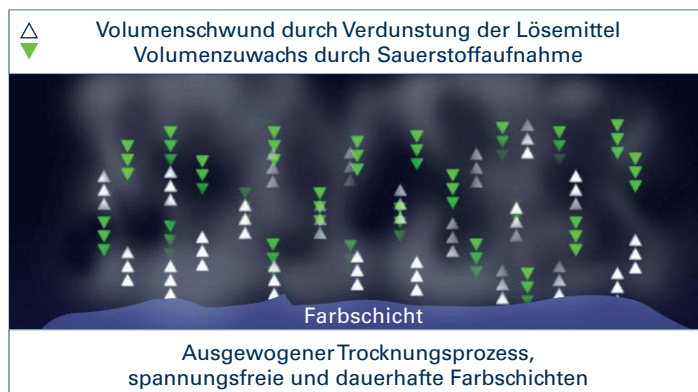 Volumenschwund durch Verdunstung der Lösemittel
Volumenzuwachs durch Sauerstoffaufnahme
Farbschicht
Ausgewogener Trocknungsprozess,
spannungsfreie und dauerhafte Farbschichten